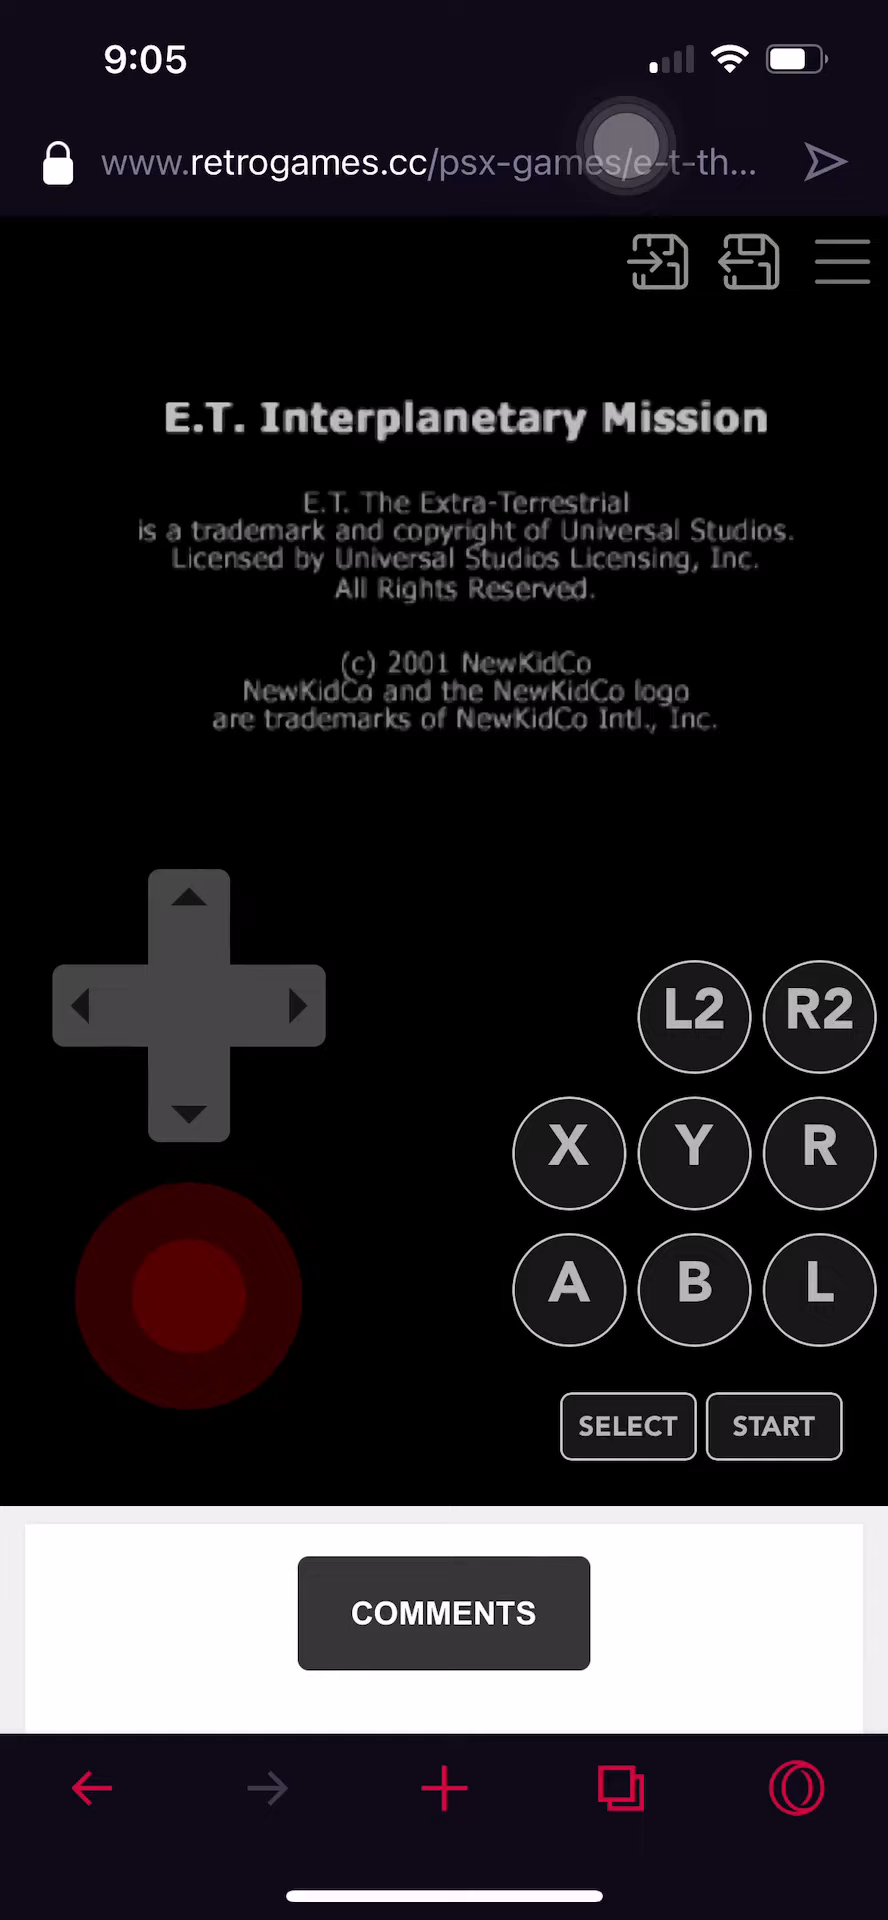 9:05
www.retrogames.cc/psx-games/e-t-th...
E.T. Interplanetary Mission
E.T. The Extra-Terrestrial
is a trademark and copyright of Universal Studios.
Licensed by Universal Studios Licensing, Inc.
All Rights Reserved.
(c) 2001 NewKidCo
NewKidCo and the NewKidCo logo
are trademarks of NewKidCo Intl., Inc.
L2 R2
X Y R
A B L
SELECT START
COMMENTS